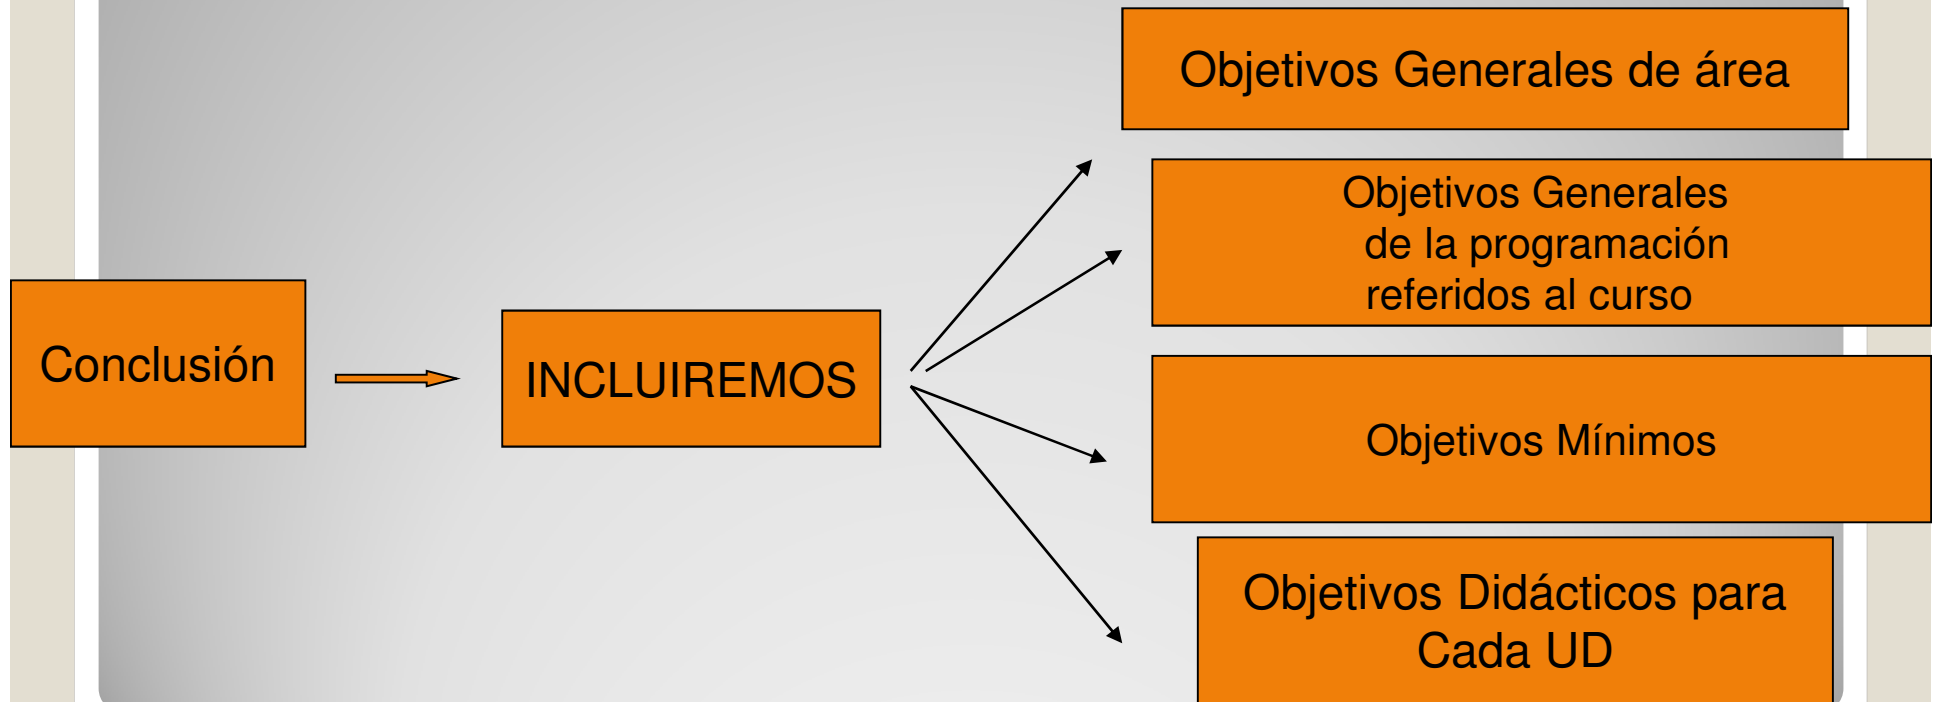 Conclusión
INCLUIREMOS
Objetivos Generales de área
Objetivos Generales
de la programación
referidos al curso
Objetivos Mínimos
Objetivos Didácticos para
Cada UD